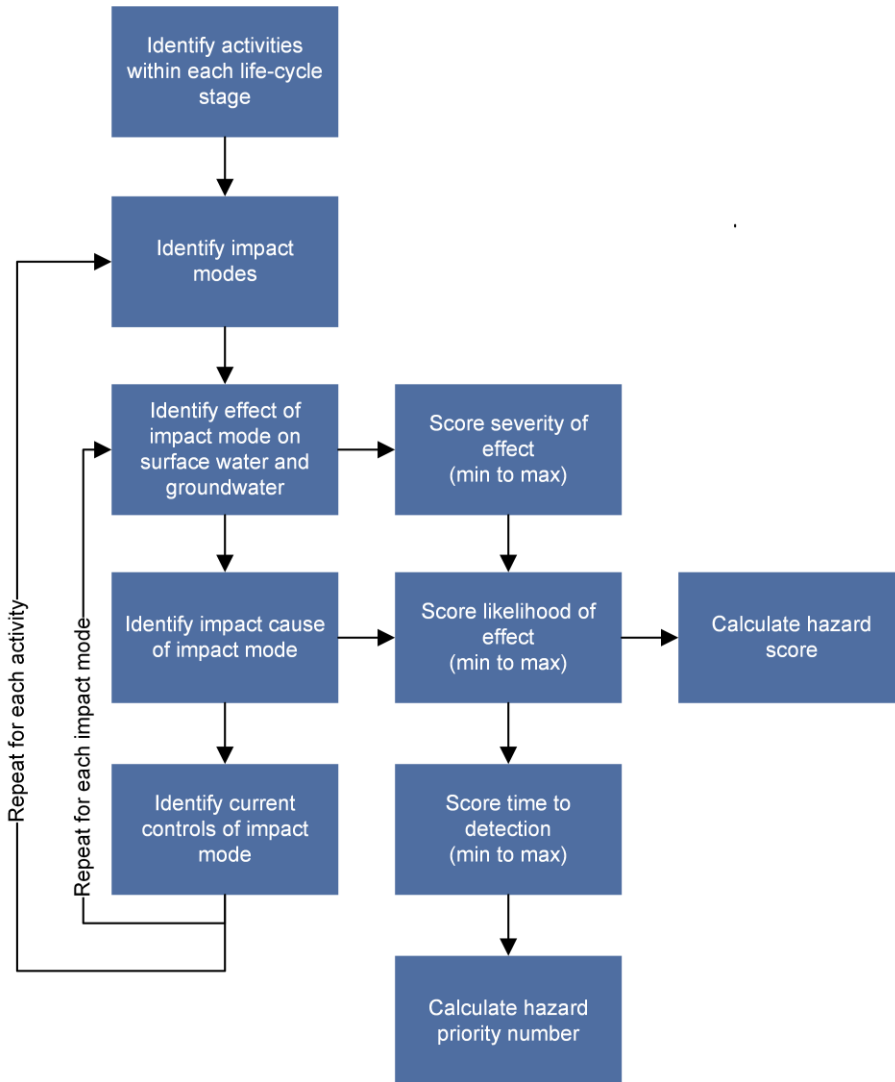 Identify activities
within each life-cycle
stage
Identify impact
modes
Identify effect of
impact mode on
surface water and
groundwater
Score severity of
effect
(min to max)
Identify impact cause
of impact mode
Score likelihood of
effect
(min to max)
Calculate hazard
score
Identify current
controls of impact
mode
Score time to
detection
(min to max)
Calculate hazard
priority number
Repeat for each activity
Repeat for each impact mode